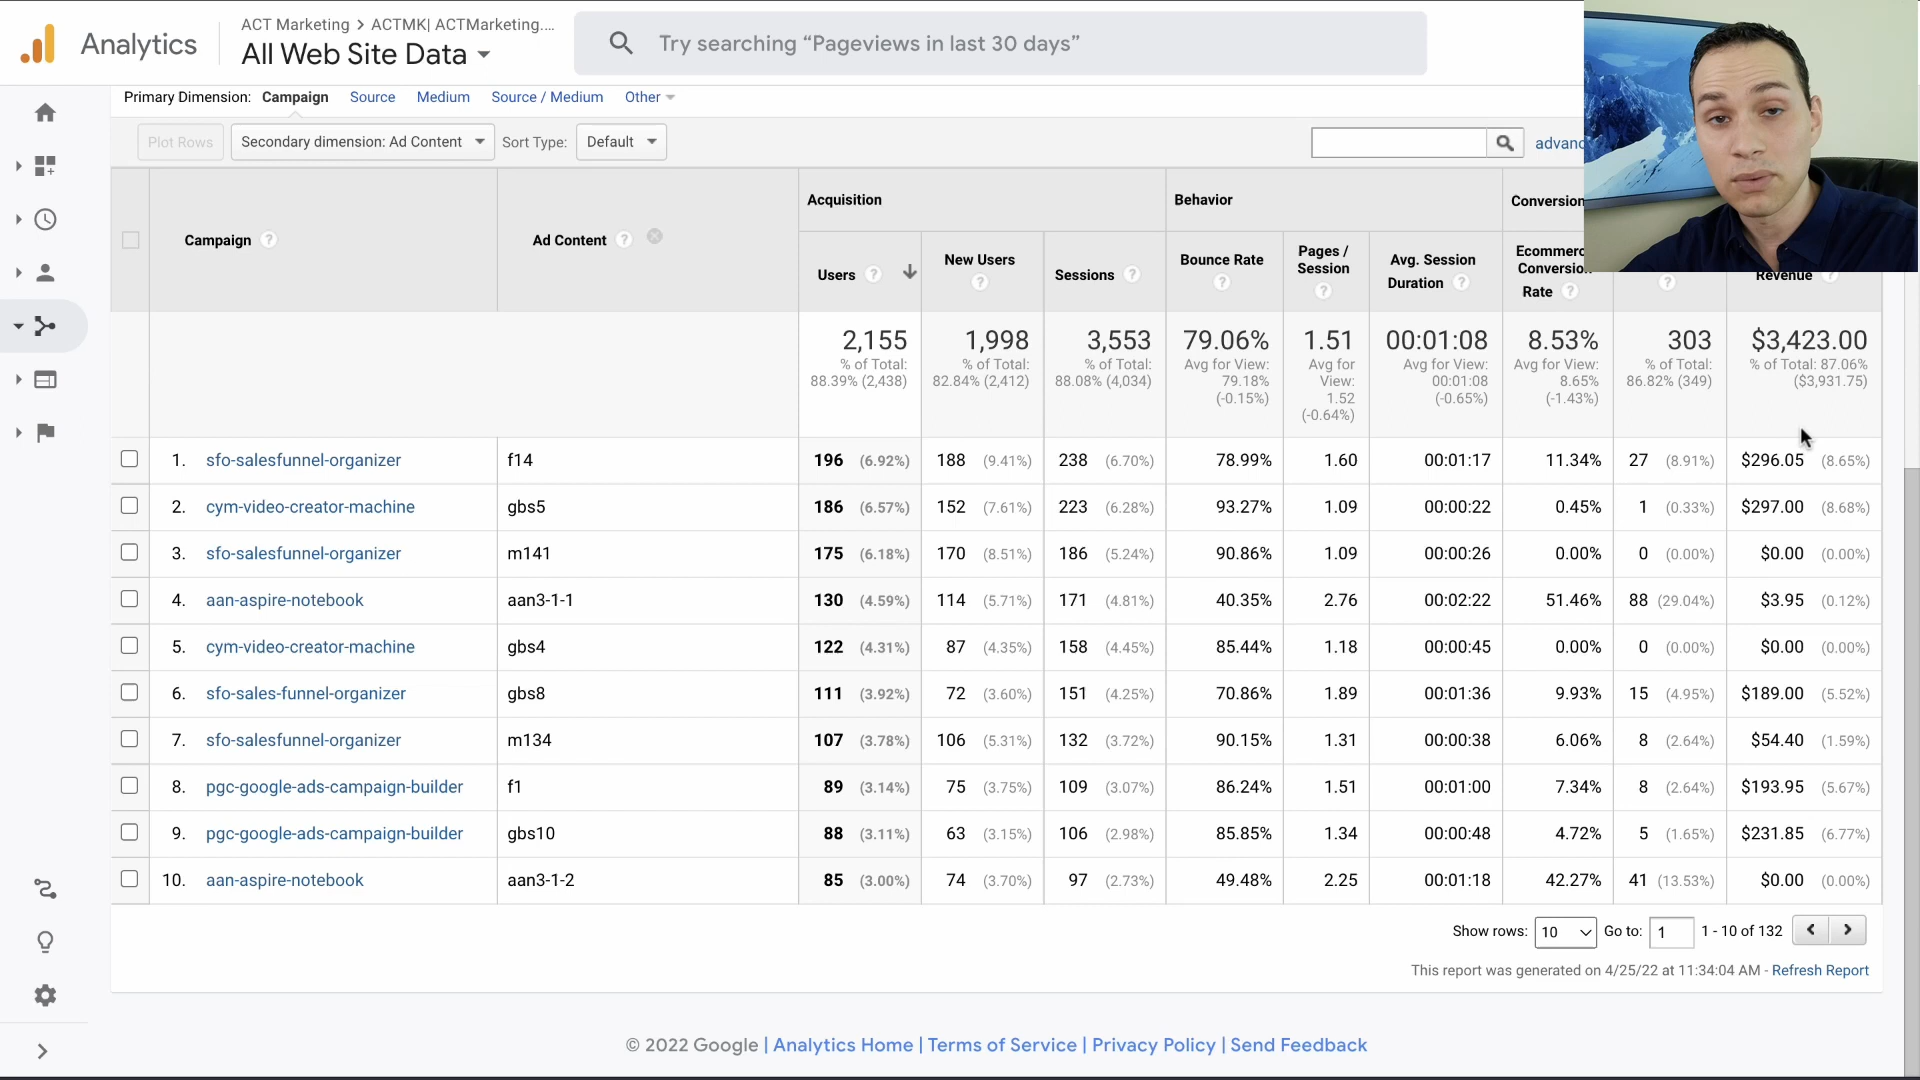 Analytics
ACT Marketing > ACTMK| ACTMarketing....
All Web Site Data
Try searching “Pageviews in last 30 days”
Primary Dimension: Campaign Source Medium Source / Medium Other
Plot Rows Secondary dimension: Ad Content Sort Type: Default advanc
Acquisition Behavior Conversion
Campaign ? Ad Content ?
Users ? New Users ? Sessions ? Bounce Rate ? Pages / Session ? Avg. Session Duration ? Ecommerc Conversio Rate ? ? Revenue ?
2,155 1,998 3,553 79.06% 1.51 00:01:08 8.53% 303 $3,423.00
% of Total: 88.39% (2,438) % of Total: 82.84% (2,412) % of Total: 88.08% (4,034) Avg for View: 79.18% (-0.15%) Avg for View: 1.52 (-0.64%) Avg for View: 00:01:08 (-0.65%) Avg for View: 8.65% (-1.43%) % of Total: 86.82% (349) % of Total: 87.06% ($3,931.75)
1. sfo-salesfunnel-organizer f14 196 (6.92%) 188 (9.41%) 238 (6.70%) 78.99% 1.60 00:01:17 11.34% 27 (8.91%) $296.05 (8.65%)
2. cym-video-creator-machine gbs5 186 (6.57%) 152 (7.61%) 223 (6.28%) 93.27% 1.09 00:00:22 0.45% 1 (0.33%) $297.00 (8.68%)
3. sfo-salesfunnel-organizer m141 175 (6.18%) 170 (8.51%) 186 (5.24%) 90.86% 1.09 00:00:26 0.00% 0 (0.00%) $0.00 (0.00%)
4. aan-aspire-notebook aan3-1-1 130 (4.59%) 114 (5.71%) 171 (4.81%) 40.35% 2.76 00:02:22 51.46% 88 (29.04%) $3.95 (0.12%)
5. cym-video-creator-machine gbs4 122 (4.31%) 87 (4.35%) 158 (4.45%) 85.44% 1.18 00:00:45 0.00% 0 (0.00%) $0.00 (0.00%)
6. sfo-sales-funnel-organizer gbs8 111 (3.92%) 72 (3.60%) 151 (4.25%) 70.86% 1.89 00:01:36 9.93% 15 (4.95%) $189.00 (5.52%)
7. sfo-salesfunnel-organizer m134 107 (3.78%) 106 (5.31%) 132 (3.72%) 90.15% 1.31 00:00:38 6.06% 8 (2.64%) $54.40 (1.59%)
8. pgc-google-ads-campaign-builder f1 89 (3.14%) 75 (3.75%) 109 (3.07%) 86.24% 1.51 00:01:00 7.34% 8 (2.64%) $193.95 (5.67%)
9. pgc-google-ads-campaign-builder gbs10 88 (3.11%) 63 (3.15%) 106 (2.98%) 85.85% 1.34 00:00:48 4.72% 5 (1.65%) $231.85 (6.77%)
10. aan-aspire-notebook aan3-1-2 85 (3.00%) 74 (3.70%) 97 (2.73%) 49.48% 2.25 00:01:18 42.27% 41 (13.53%) $0.00 (0.00%)
Show rows: 10 Go to: 1 1 - 10 of 132
This report was generated on 4/25/22 at 11:34:04 AM - Refresh Report
© 2022 Google | Analytics Home | Terms of Service | Privacy Policy | Send Feedback